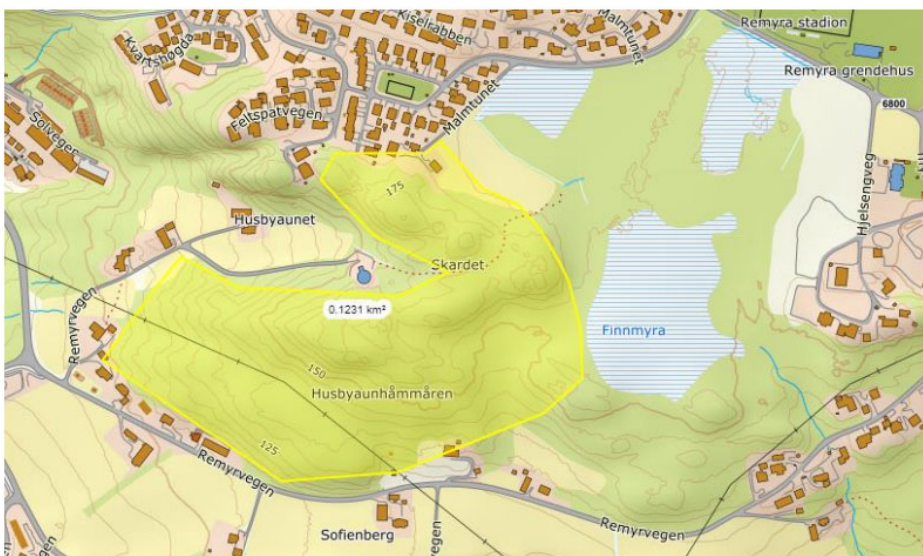 Kiselrabben
Malmtunet
Remyra stadion
Kvartshøgda
Remyra grendehus
6800
Feltspatvegen
Malmtunet
Solvegen
175
Hjelsengveg
Husbyaunet
Skardet
0.1231 km²
Finnmyra
Remyrvegen
150
Husbyaunhåmmåren
125
Remyrvegen
Sofienberg
Remyrvegen